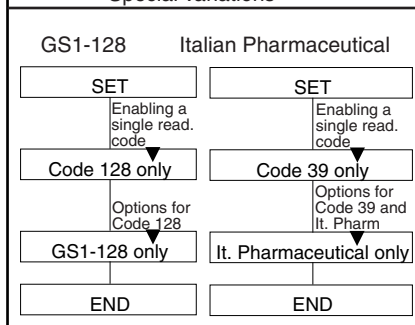 Special variations
GS1-128
SET
Enabling a
single read.
code
Code 128 only
Options for
Code 128
GS1-128 only
END
Italian Pharmaceutical
SET
Enabling a
single read.
code
Code 39 only
Options for
Code 39 and
It. Pharm
It. Pharmaceutical only
END